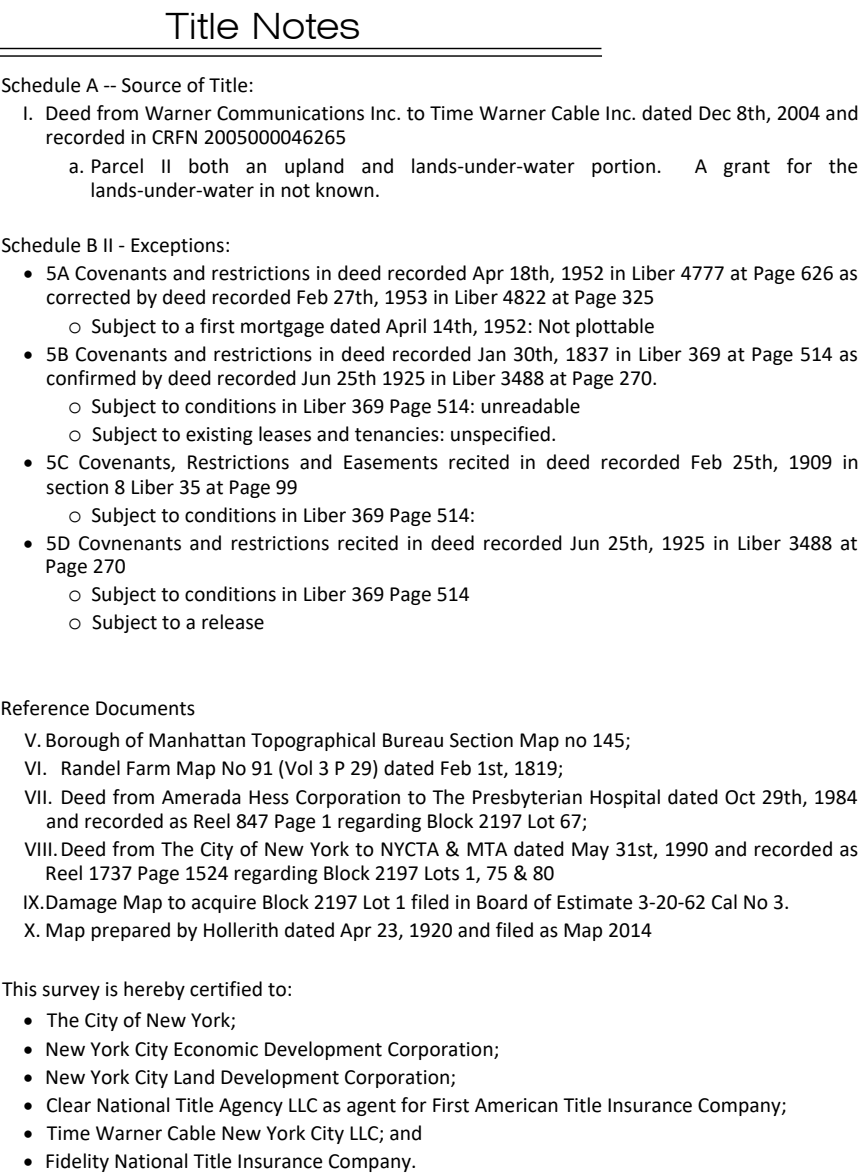 Title Notes
Schedule A -- Source of Title:
I. Deed from Warner Communications Inc. to Time Warner Cable Inc. dated Dec 8th, 2004 and
recorded in CRFN 2005000046265
a. Parcel II both an upland and lands-under-water portion. A grant for the
lands-under-water in not known.
Schedule B II - Exceptions:
• 5A Covenants and restrictions in deed recorded Apr 18th, 1952 in Liber 4777 at Page 626 as
corrected by deed recorded Feb 27th, 1953 in Liber 4822 at Page 325
○ Subject to a first mortgage dated April 14th, 1952: Not plottable
• 5B Covenants and restrictions in deed recorded Jan 30th, 1837 in Liber 369 at Page 514 as
confirmed by deed recorded Jun 25th 1925 in Liber 3488 at Page 270.
○ Subject to conditions in Liber 369 Page 514: unreadable
○ Subject to existing leases and tenancies: unspecified.
• 5C Covenants, Restrictions and Easements recited in deed recorded Feb 25th, 1909 in
section 8 Liber 35 at Page 99
○ Subject to conditions in Liber 369 Page 514:
• 5D Covnenants and restrictions recited in deed recorded Jun 25th, 1925 in Liber 3488 at
Page 270
○ Subject to conditions in Liber 369 Page 514
○ Subject to a release
Reference Documents
V. Borough of Manhattan Topographical Bureau Section Map no 145;
VI. Randel Farm Map No 91 (Vol 3 P 29) dated Feb 1st, 1819;
VII. Deed from Amerada Hess Corporation to The Presbyterian Hospital dated Oct 29th, 1984
and recorded as Reel 847 Page 1 regarding Block 2197 Lot 67;
VIII. Deed from The City of New York to NYCTA & MTA dated May 31st, 1990 and recorded as
Reel 1737 Page 1524 regarding Block 2197 Lots 1, 75 & 80
IX. Damage Map to acquire Block 2197 Lot 1 filed in Board of Estimate 3-20-62 Cal No 3.
X. Map prepared by Hollerith dated Apr 23, 1920 and filed as Map 2014
This survey is hereby certified to:
• The City of New York;
• New York City Economic Development Corporation;
• New York City Land Development Corporation;
• Clear National Title Agency LLC as agent for First American Title Insurance Company;
• Time Warner Cable New York City LLC; and
• Fidelity National Title Insurance Company.